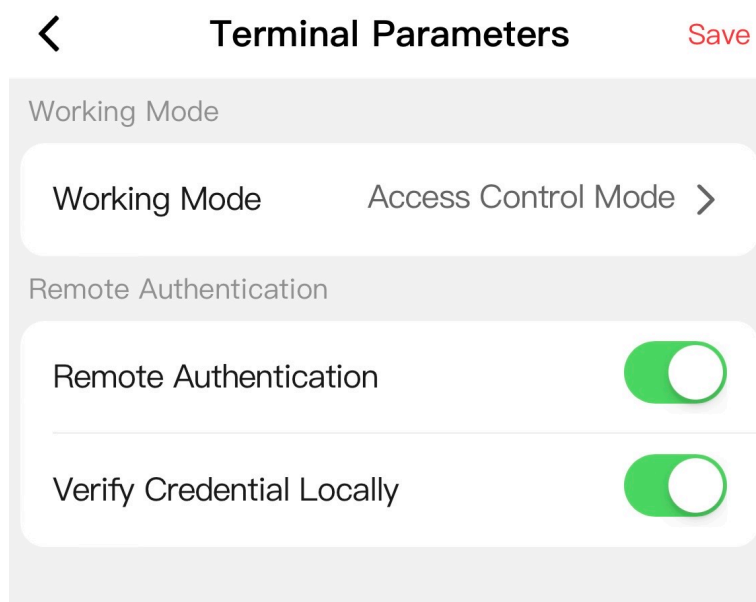 Terminal Parameters Save
Working Mode
Working Mode Access Control Mode
Remote Authentication
Remote Authentication
Verify Credential Locally